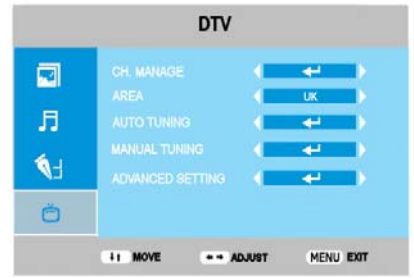 DTV
CH. MANAGE
AREA UK
AUTO TUNING
MANUAL TUNING
ADVANCED SETTING
MOVE ADJUST MENU EXIT